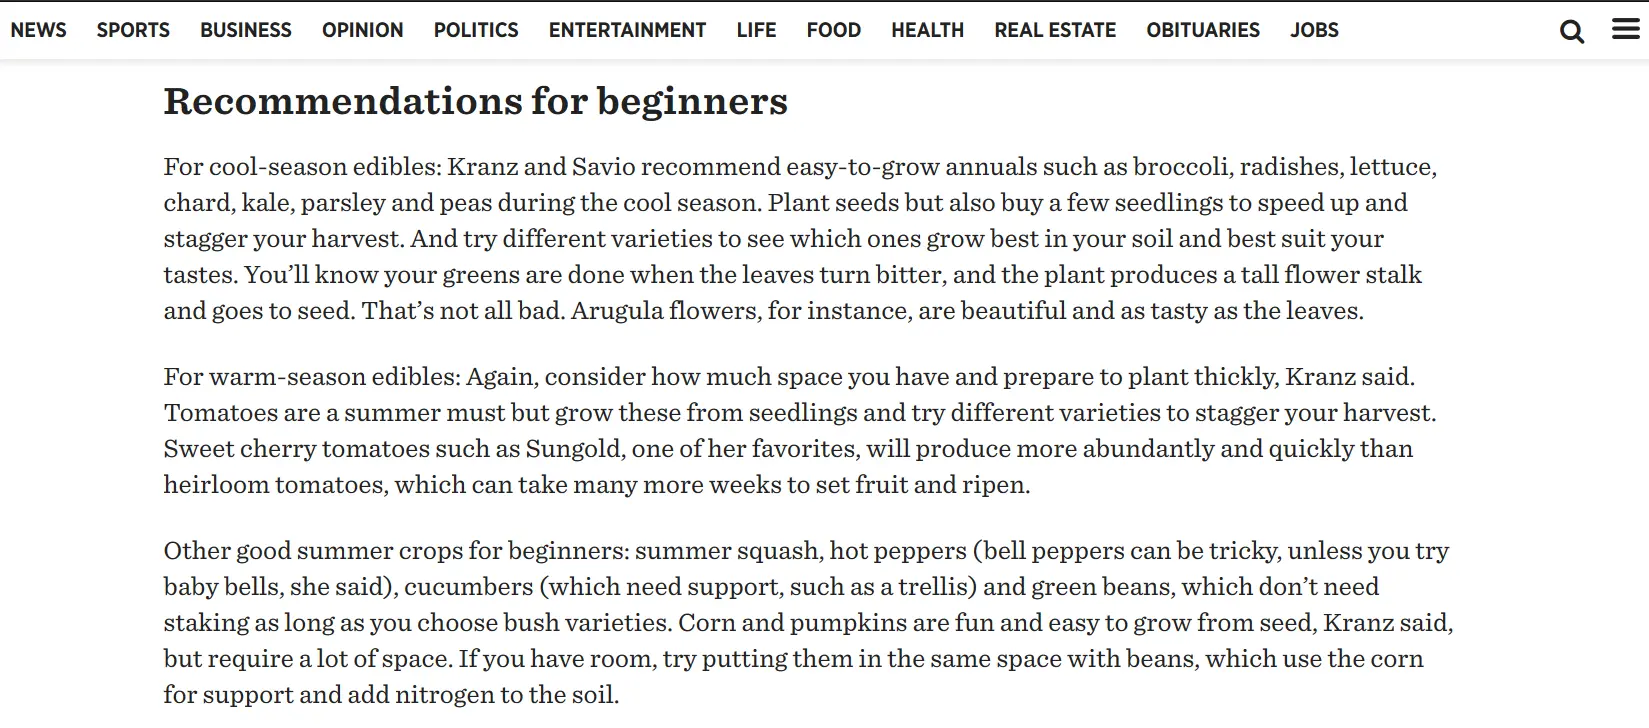 NEWS SPORTS BUSINESS OPINION POLITICS ENTERTAINMENT LIFE FOOD HEALTH REAL ESTATE OBITUARIES JOBS
Recommendations for beginners
For cool-season edibles: Kranz and Savio recommend easy-to-grow annuals such as broccoli, radishes, lettuce,
chard, kale, parsley and peas during the cool season. Plant seeds but also buy a few seedlings to speed up and
stagger your harvest. And try different varieties to see which ones grow best in your soil and best suit your
tastes. You’ll know your greens are done when the leaves turn bitter, and the plant produces a tall flower stalk
and goes to seed. That’s not all bad. Arugula flowers, for instance, are beautiful and as tasty as the leaves.
For warm-season edibles: Again, consider how much space you have and prepare to plant thickly, Kranz said.
Tomatoes are a summer must but grow these from seedlings and try different varieties to stagger your harvest.
Sweet cherry tomatoes such as Sungold, one of her favorites, will produce more abundantly and quickly than
heirloom tomatoes, which can take many more weeks to set fruit and ripen.
Other good summer crops for beginners: summer squash, hot peppers (bell peppers can be tricky, unless you try
baby bells, she said), cucumbers (which need support, such as a trellis) and green beans, which don’t need
staking as long as you choose bush varieties. Corn and pumpkins are fun and easy to grow from seed, Kranz said,
but require a lot of space. If you have room, try putting them in the same space with beans, which use the corn
for support and add nitrogen to the soil.